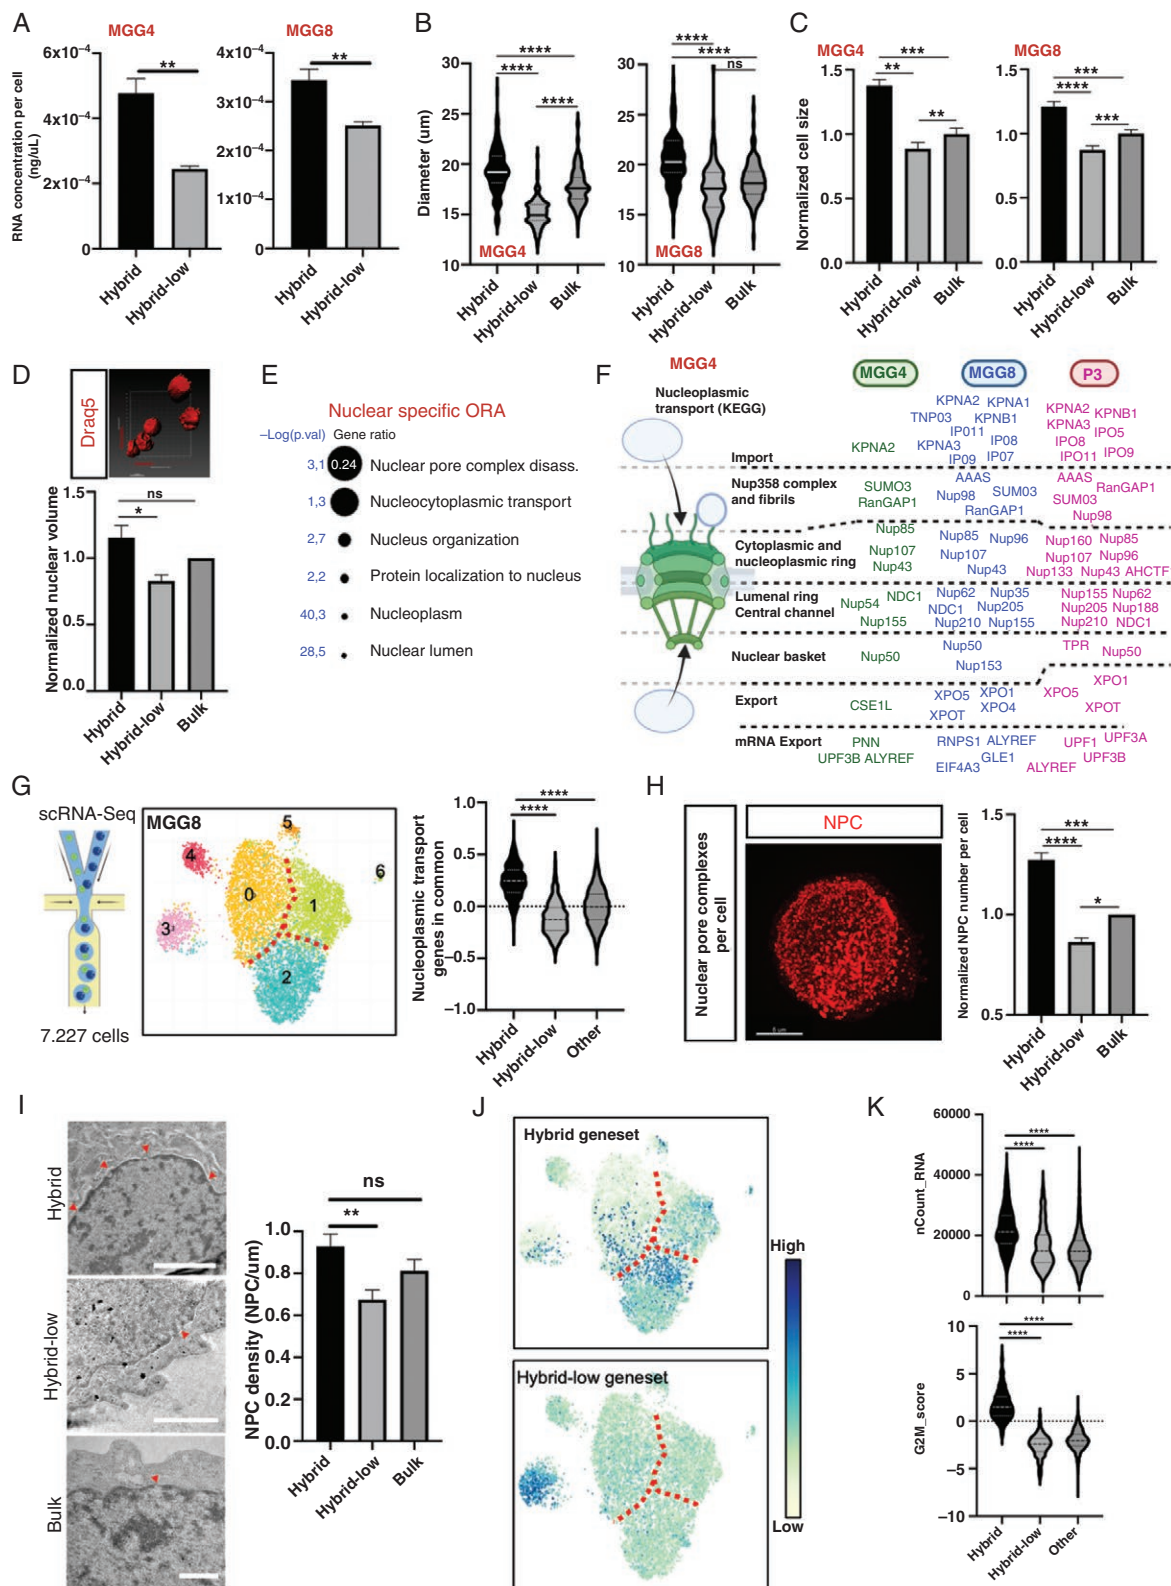 A
MGG4
MGG8
RNA concentration per cell
(ng/uL)
6x10⁻⁴
4x10⁻⁴
2x10⁻⁴
0
**
Hybrid
Hybrid-low
4x10⁻⁴
3x10⁻⁴
2x10⁻⁴
1x10⁻⁴
0
**
Hybrid
Hybrid-low
B
Diameter (um)
30
25
20
15
10
****
****
****
MGG4
Hybrid
Hybrid-low
Bulk
30
25
20
15
10
****
****
ns
MGG8
Hybrid
Hybrid-low
Bulk
C
MGG4
MGG8
Normalized cell size
1.5
1.0
0.5
0.0
***
**
**
Hybrid
Hybrid-low
Bulk
1.5
1.0
0.5
0.0
***
****
***
Hybrid
Hybrid-low
Bulk
D
Draq5
Normalized nuclear volume
1.5
1.0
0.5
0.0
ns
*
Hybrid
Hybrid-low
Bulk
E
Nuclear specific ORA
–Log(p.val) Gene ratio
3,1 0.24 Nuclear pore complex disass.
1,3 Nucleocytoplasmic transport
2,7 Nucleus organization
2,2 Protein localization to nucleus
40,3 Nucleoplasm
28,5 Nuclear lumen
MGG4
F
MGG4 MGG8 P3
Nucleoplasmic
transport (KEGG)
Import
KPNA2
KPNA2 KPNA1
TNP03 KPNB1
IP011
KPNA3 IP08
IP09 IP07
KPNA2 KPNB1
KPNA3 IPO5
IPO8
IPO11 IPO9
Nup358 complex
and fibrils
SUMO3
RanGAP1
AAAS
Nup98 SUM03
RanGAP1
AAAS
RanGAP1
SUM03
Nup98
Cytoplasmic and
nucleoplasmic ring
Nup85
Nup107
Nup43
Nup85 Nup96
Nup107
Nup43
Nup160 Nup85
Nup107 Nup96
Nup133 Nup43 AHCTF
Lumenal ring
Central channel
Nup54 NDC1
Nup155
Nup62 Nup35
NDC1 Nup205
Nup210 Nup155
Nup155 Nup62
Nup205 Nup188
Nup210 NDC1
Nuclear basket
Nup50
Nup50
Nup153
TPR Nup50
Export
CSE1L
XPO5 XPO1
XPO4
XPOT
XPO1
XPO5
XPOT
mRNA Export
PNN
UPF3B ALYREF
RNPS1 ALYREF
GLE1
EIF4A3
UPF1 UPF3A
UPF3B
ALYREF
G
scRNA-Seq
7.227 cells
MGG8
0
1
2
3
4
5
6
Nucleoplasmic transport
genes in common
1.0
0.5
0.0
−0.5
−1.0
****
****
Hybrid
Hybrid-low
Other
H
Nuclear pore complexes
per cell
NPC
Normalized NPC number per cell
1.5
1.0
0.5
***
****
*
Hybrid
Hybrid-low
Bulk
I
Hybrid
Hybrid-low
Bulk
NPC density (NPC/um)
1.0
0.8
0.6
0.4
0.2
0.0
ns
**
Hybrid
Hybrid-low
Bulk
J
Hybrid geneset
Hybrid-low geneset
High
Low
K
nCount_RNA
60000
40000
20000
0
****
****
G2M_score
10
5
0
−5
−10
****
****
Hybrid
Hybrid-low
Other